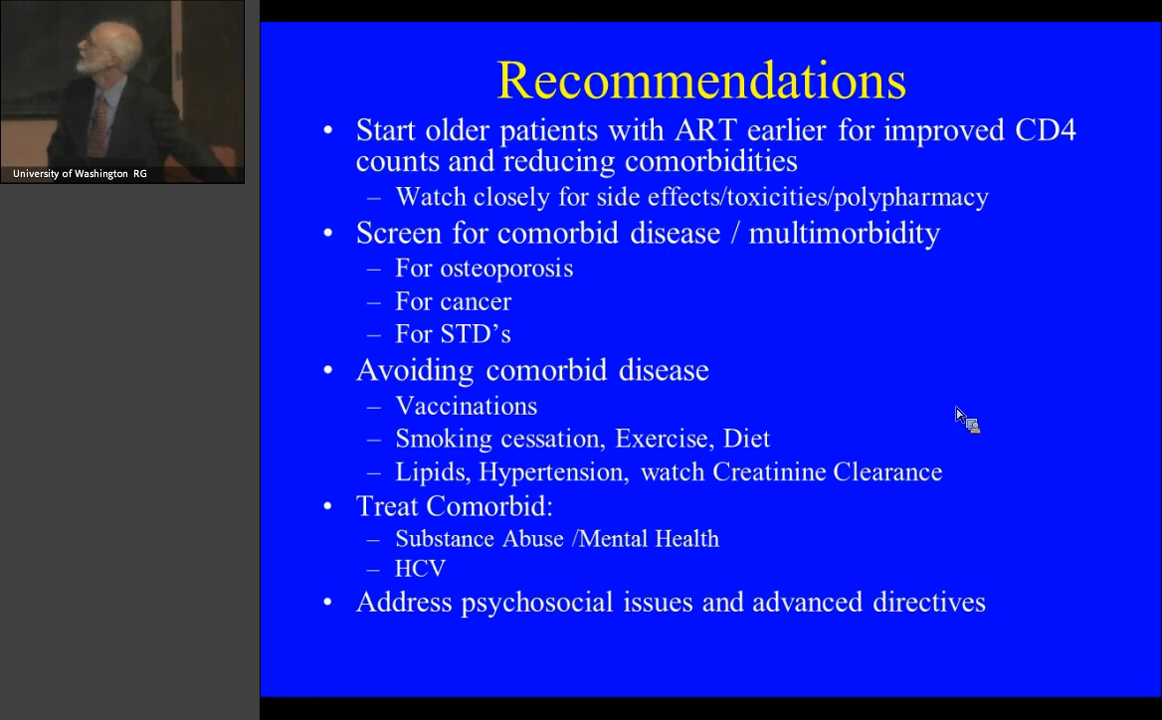 University of Washington RG
Recommendations
• Start older patients with ART earlier for improved CD4
counts and reducing comorbidities
– Watch closely for side effects/toxicities/polypharmacy
• Screen for comorbid disease / multimorbidity
– For osteoporosis
– For cancer
– For STD's
• Avoiding comorbid disease
– Vaccinations
– Smoking cessation, Exercise, Diet
– Lipids, Hypertension, watch Creatinine Clearance
• Treat Comorbid:
– Substance Abuse /Mental Health
– HCV
• Address psychosocial issues and advanced directives